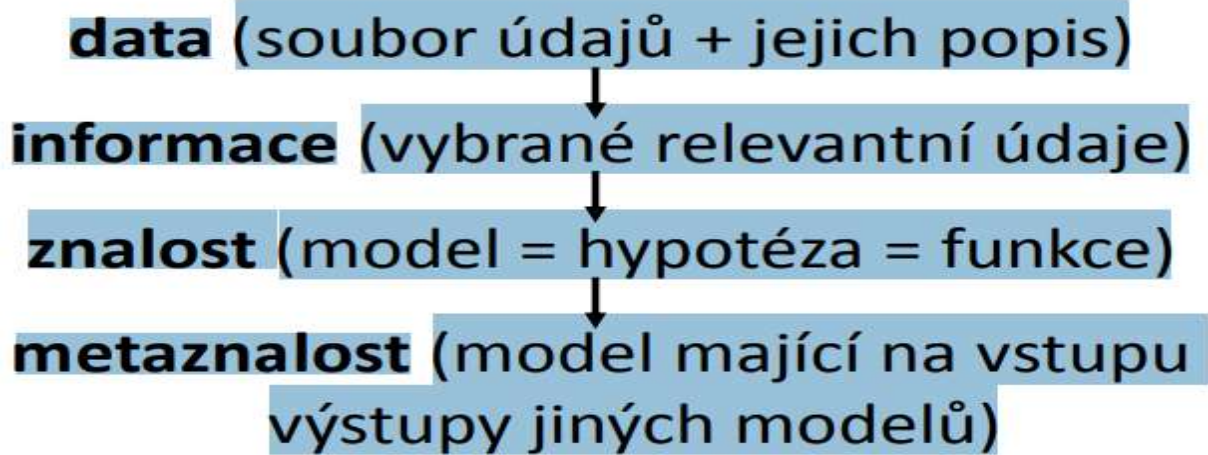 data (soubor údajů + jejich popis)
informace (vybrané relevantní údaje)
znalost (model = hypotéza = funkce)
metaznalost (model mající na vstupu
výstupy jiných modelů)